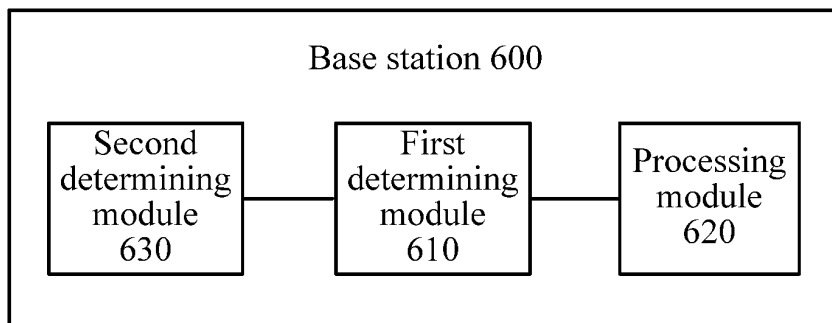 Base station 600
Second
determining
module
630
First
determining
module
610
Processing
module
620